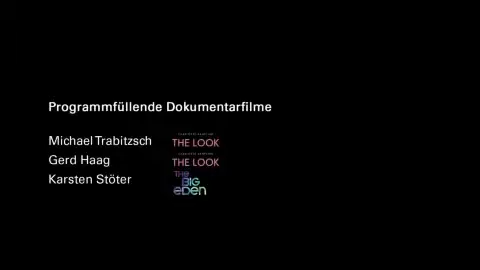 Programmfüllende Dokumentarfilme
Michael Trabitzsch THE LOOK
Gerd Haag THE LOOK
Karsten Stöter THE BIG eDen